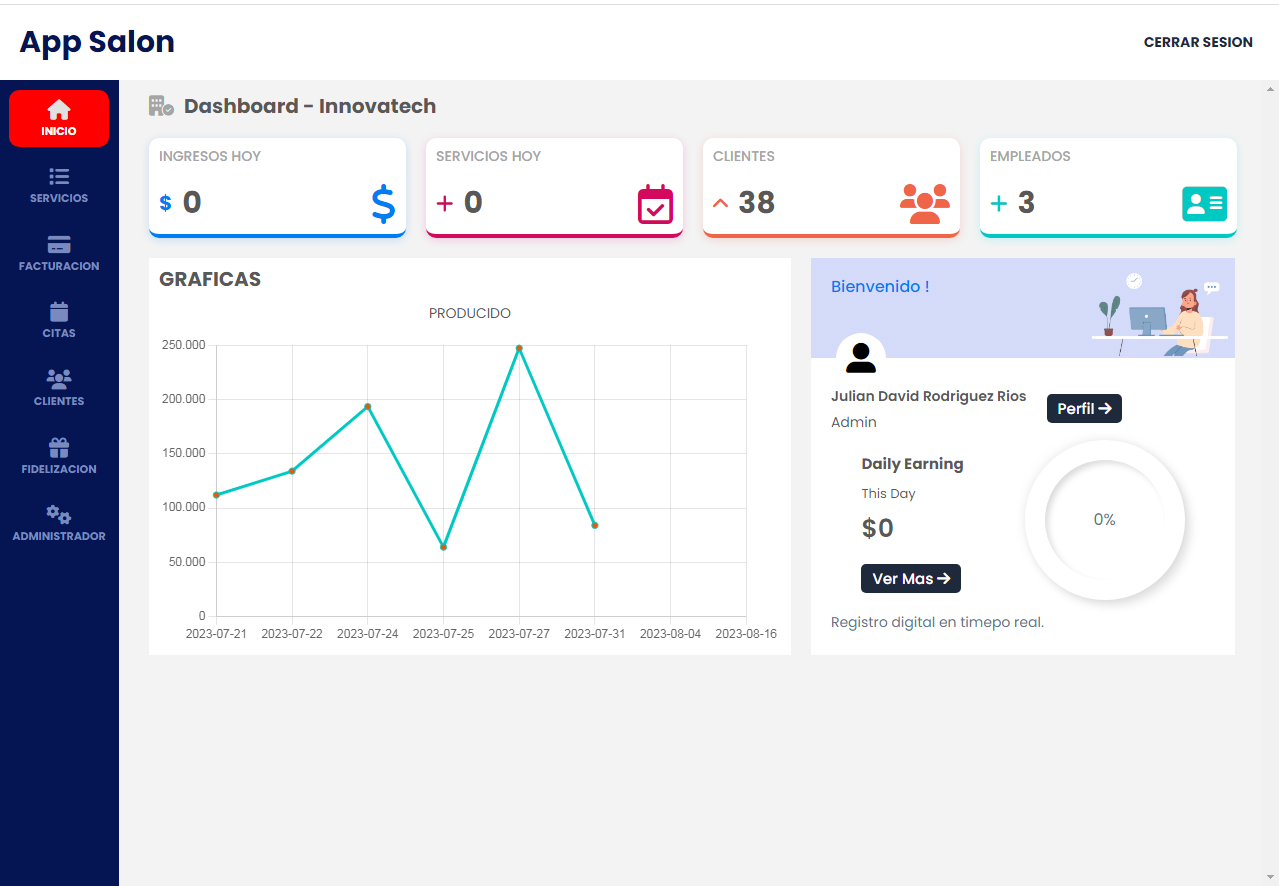 App Salon
CERRAR SESION
INICIO
SERVICIOS
FACTURACION
CITAS
CLIENTES
FIDELIZACION
ADMINISTRADOR
Dashboard - Innovatech
INGRESOS HOY
$ 0
SERVICIOS HOY
+ 0
CLIENTES
38
EMPLEADOS
+ 3
GRAFICAS
PRODUCIDO
250.000
200.000
150.000
100.000
50.000
0
2023-07-21 2023-07-22 2023-07-24 2023-07-25 2023-07-27 2023-07-31 2023-08-04 2023-08-16
Bienvenido !
Julian David Rodriguez Rios
Admin
Perfil
Daily Earning
This Day
$0
Ver Mas
0%
Registro digital en timepo real.